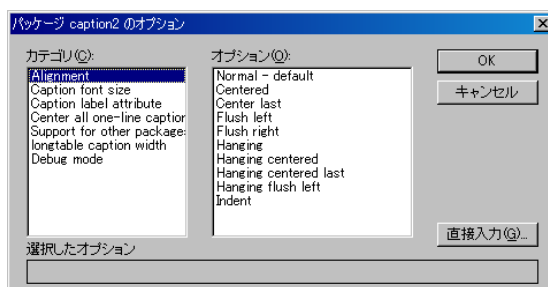 パッケージ caption2 のオプション
カテゴリ(C):
Alignment
Caption font size
Caption label attribute
Center all one-line caption
Support for other package
longtable caption width
Debug mode
オプション(O):
Normal - default
Centered
Center last
Flush left
Flush right
Hanging
Hanging centered
Hanging centered last
Hanging flush left
Indent
OK
キャンセル
直接入力(G)...
選択したオプション